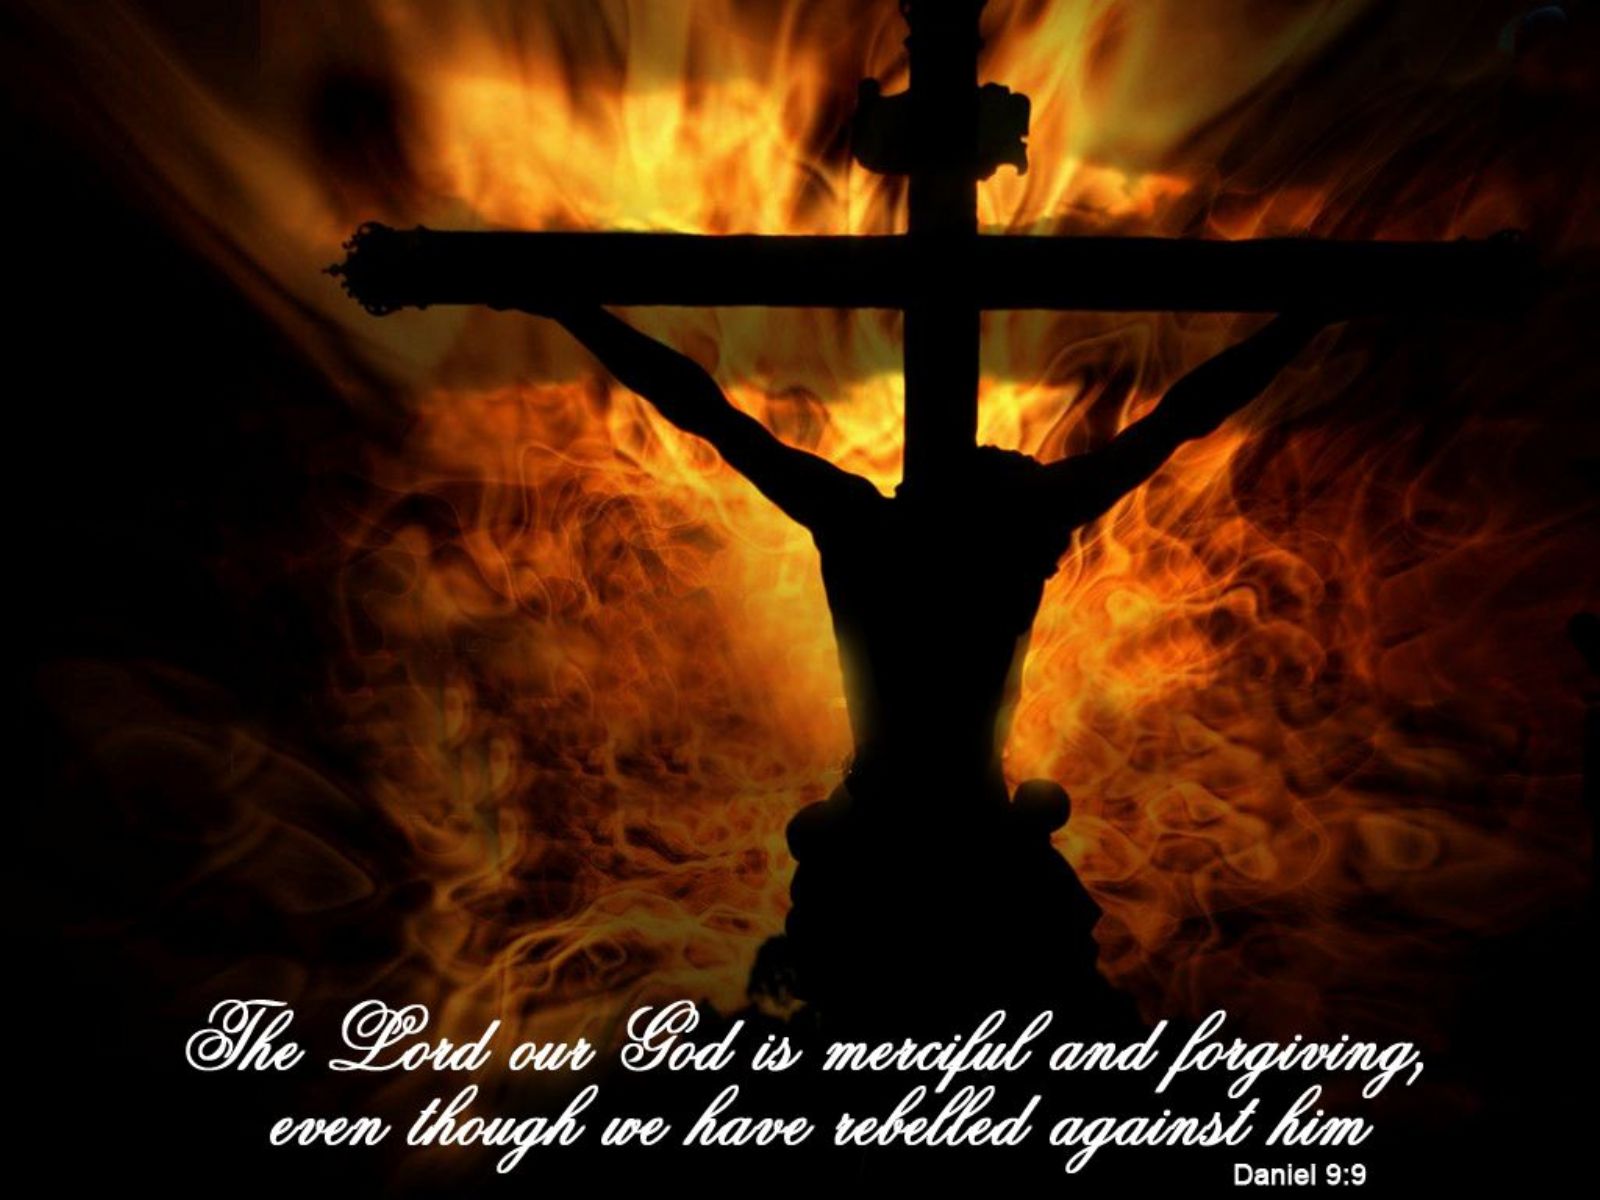 The Lord our God is merciful and forgiving,
even though we have rebelled against him
Daniel 9:9